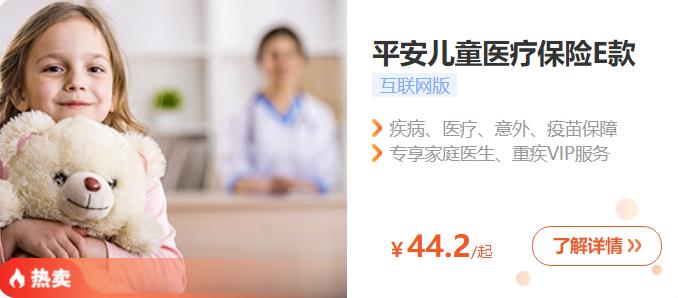 平安儿童医疗保险E款
互联网版
疾病、医疗、意外、疫苗保障
专享家庭医生、重疾VIP服务
¥44.2/起
了解详情
热卖